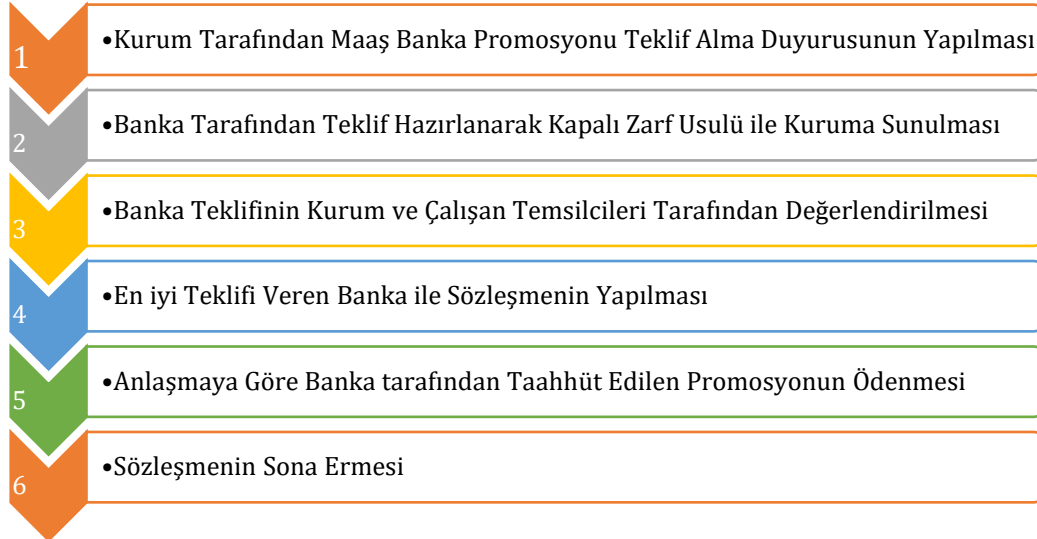 1
•Kurum Tarafından Maaş Banka Promosyonu Teklif Alma Duyurusunun Yapılması
2
•Banka Tarafından Teklif Hazırlanarak Kapalı Zarf Usulü ile Kuruma Sunulması
3
•Banka Teklifinin Kurum ve Çalışan Temsilcileri Tarafından Değerlendirilmesi
4
•En iyi Teklifi Veren Banka ile Sözleşmenin Yapılması
5
•Anlaşmaya Göre Banka tarafından Taahhüt Edilen Promosyonun Ödenmesi
6
•Sözleşmenin Sona Ermesi